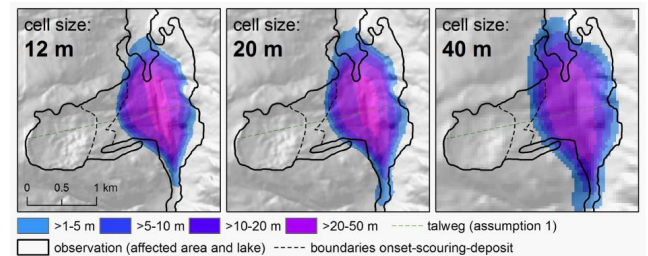 cell size:
12 m
cell size:
20 m
cell size:
40 m
0 0.5 1 km
>1-5 m >5-10 m >10-20 m >20-50 m talweg (assumption 1)
observation (affected area and lake) boundaries onset-scouring-deposit